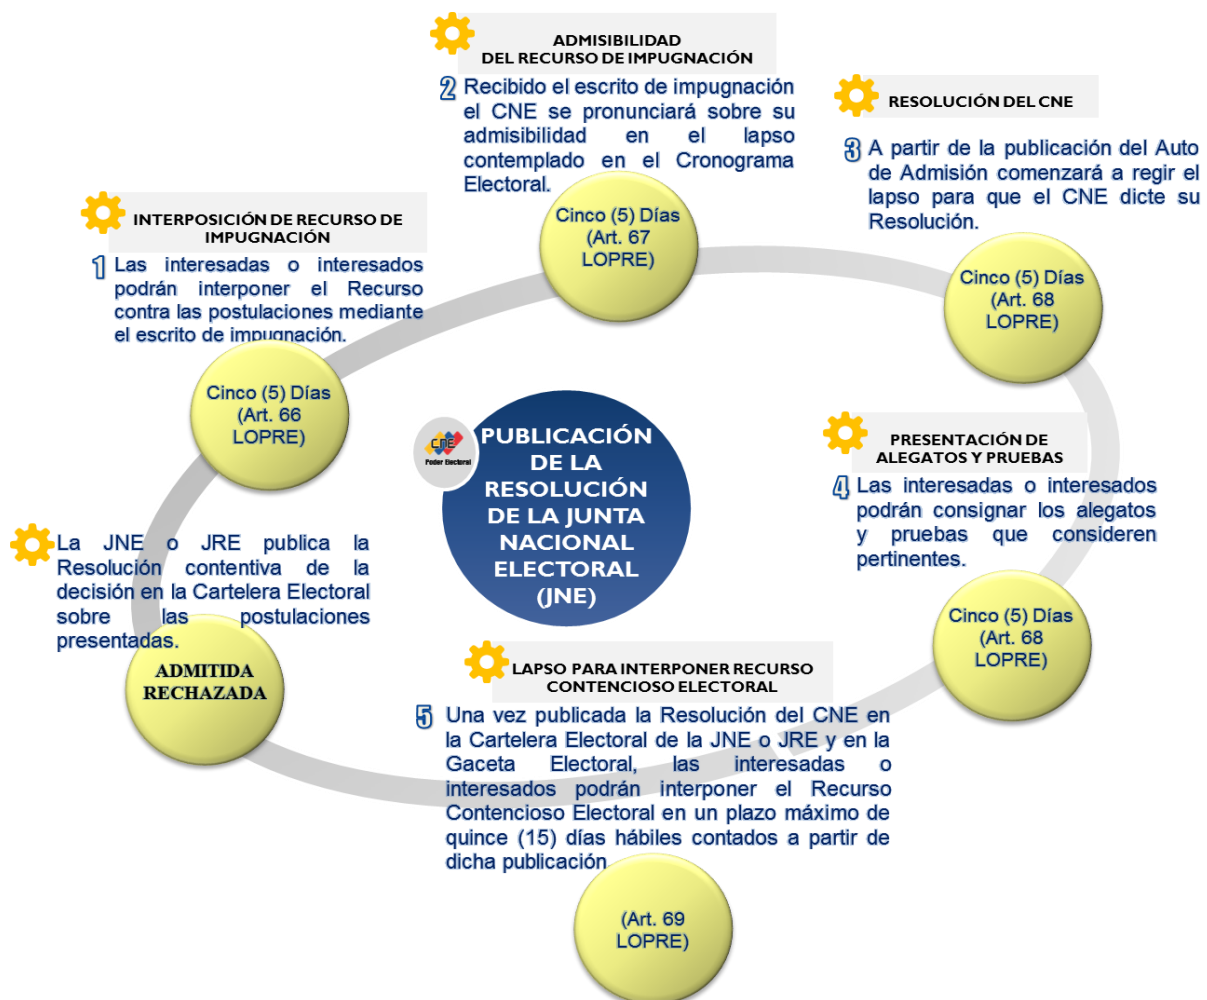 ADMISIBILIDAD
DEL RECURSO DE IMPUGNACIÓN
2 Recibido el escrito de impugnación
el CNE se pronunciará sobre su
admisibilidad en el lapso
contemplado en el Cronograma
Electoral.
Cinco (5) Días
(Art. 67
LOPRE)
RESOLUCIÓN DEL CNE
3 A partir de la publicación del Auto
de Admisión comenzará a regir el
lapso para que el CNE dicte su
Resolución.
Cinco (5) Días
(Art. 68
LOPRE)
INTERPOSICIÓN DE RECURSO DE
IMPUGNACIÓN
1 Las interesadas o interesados
podrán interponer el Recurso
contra las postulaciones mediante
el escrito de impugnación.
Cinco (5) Días
(Art. 66
LOPRE)
CNE
Poder Electoral
PUBLICACIÓN
DE LA
RESOLUCIÓN
DE LA JUNTA
NACIONAL
ELECTORAL
(JNE)
PRESENTACIÓN DE
ALEGATOS Y PRUEBAS
4 Las interesadas o interesados
podrán consignar los alegatos
y pruebas que consideren
pertinentes.
Cinco (5) Días
(Art. 68
LOPRE)
La JNE o JRE publica la
Resolución contentiva de la
decisión en la Cartelera Electoral
sobre las postulaciones
presentadas.
ADMITIDA
RECHAZADA
LAPSO PARA INTERPONER RECURSO
CONTENCIOSO ELECTORAL
5 Una vez publicada la Resolución del CNE en
la Cartelera Electoral de la JNE o JRE y en la
Gaceta Electoral, las interesadas o
interesados podrán interponer el Recurso
Contencioso Electoral en un plazo máximo de
quince (15) días hábiles contados a partir de
dicha publicación
(Art. 69
LOPRE)